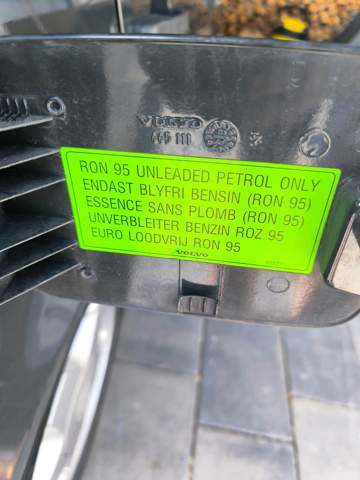 VOLVO
RON 95 UNLEADED PETROL ONLY
ENDAST BLYFRI BENSIN (RON 95)
ESSENCE SANS PLOMB (RON 95)
UNVERBLEITER BENZIN ROZ 95
EURO LOODVRIJ RON 95
VOLVO